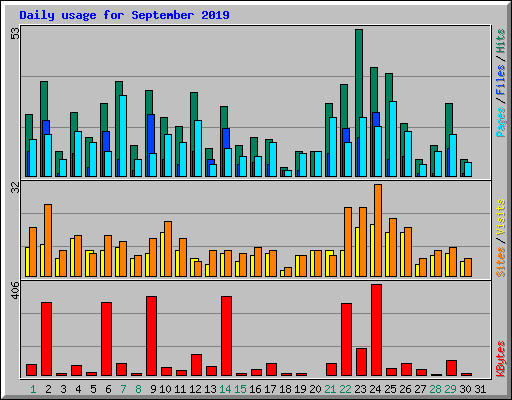 Daily usage for September 2019
53
Pages / Files / Hits
32
Sites / Visits
406
KBytes
1 2 3 4 5 6 7 8 9 10 11 12 13 14 15 16 17 18 19 20 21 22 23 24 25 26 27 28 29 30 31